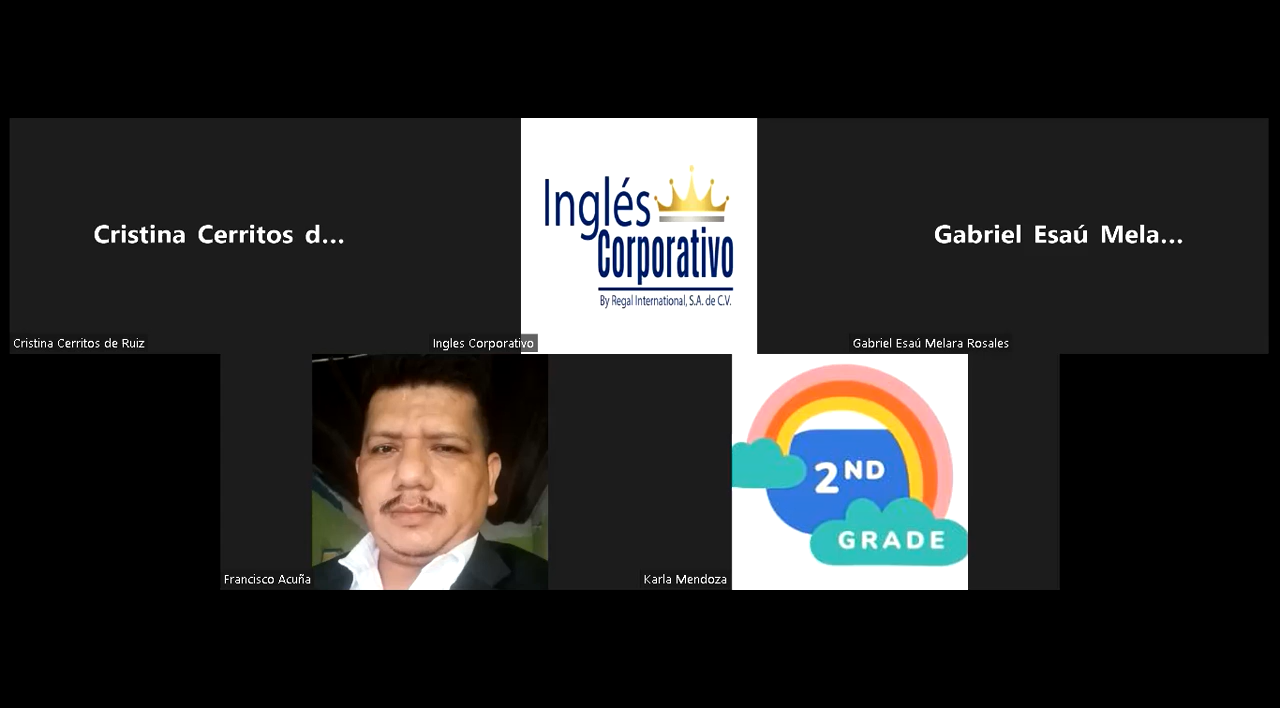 Cristina Cerritos d...
Cristina Cerritos de Ruiz
Inglés
Corporativo
By Regal International, S.A. de C.V.
Ingles Corporativo
Gabriel Esaú Mela...
Gabriel Esaú Melara Rosales
Francisco Acuña
Karla Mendoza
2ND
GRADE